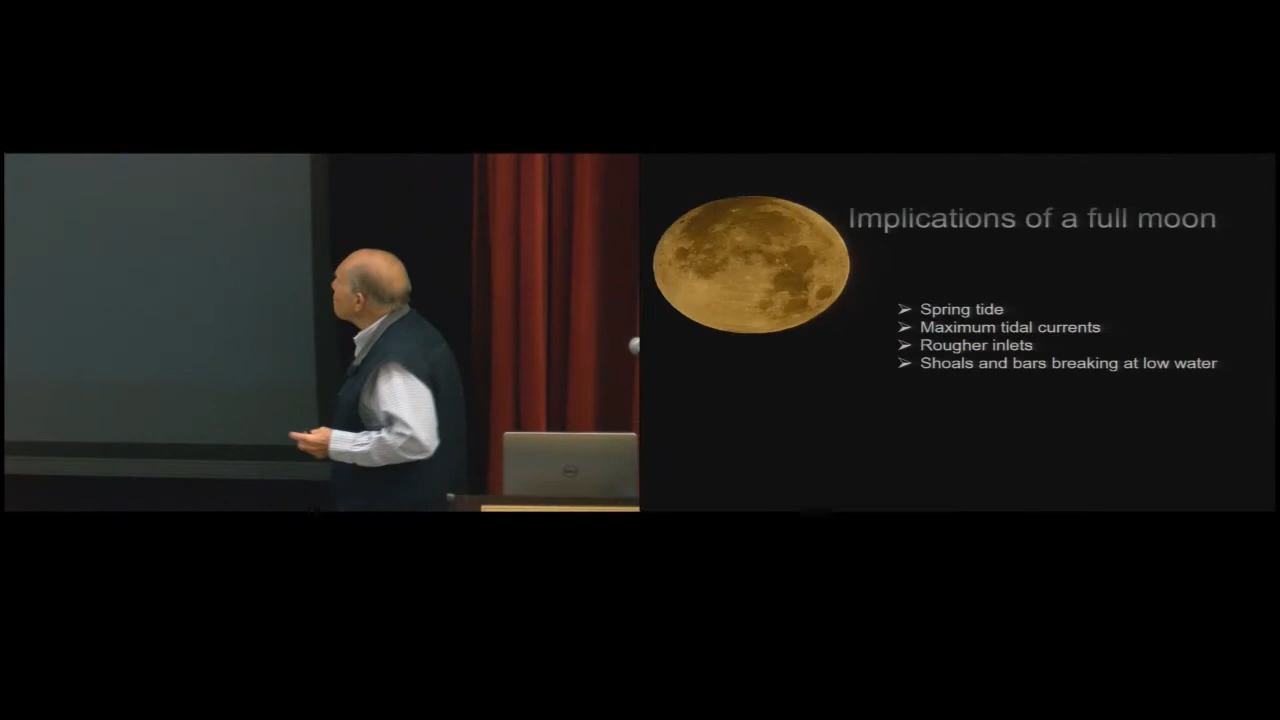 Implications of a full moon
➢ Spring tide
➢ Maximum tidal currents
➢ Rougher inlets
➢ Shoals and bars breaking at low water